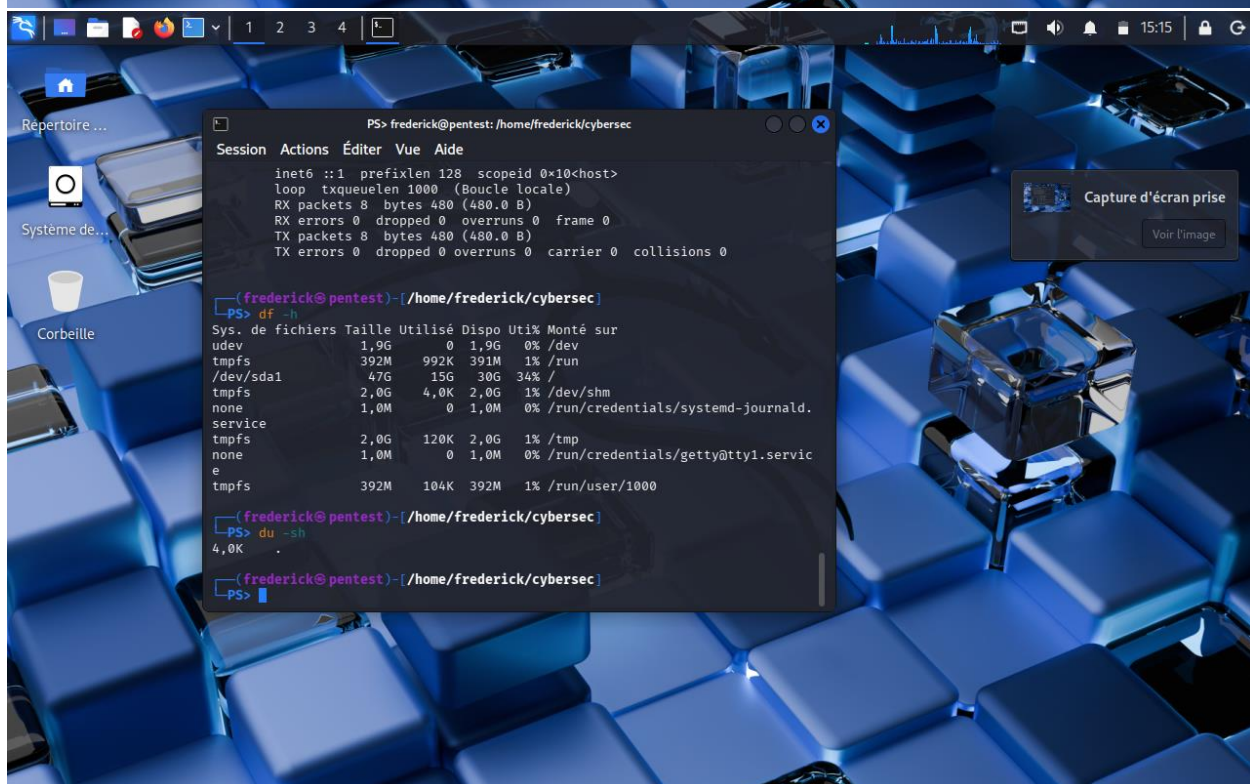 1 2 3 4
15:15
Répertoire ...
Système de...
Corbeille
PS> frederick@pentest: /home/frederick/cybersec
Session Actions Éditer Vue Aide
inet6 ::1 prefixlen 128 scopeid 0x10<host>
loop txqueuelen 1000 (Boucle locale)
RX packets 8 bytes 480 (480.0 B)
RX errors 0 dropped 0 overruns 0 frame 0
TX packets 8 bytes 480 (480.0 B)
TX errors 0 dropped 0 overruns 0 carrier 0 collisions 0
┌──(frederick㉿pentest)-[/home/frederick/cybersec]
└─PS> df -h
Sys. de fichiers Taille Utilisé Dispo Uti% Monté sur
udev 1,9G 0 1,9G 0% /dev
tmpfs 392M 992K 391M 1% /run
/dev/sda1 47G 15G 30G 34% /
tmpfs 2,0G 4,0K 2,0G 1% /dev/shm
none 1,0M 0 1,0M 0% /run/credentials/systemd-journald.
service
tmpfs 2,0G 120K 2,0G 1% /tmp
none 1,0M 0 1,0M 0% /run/credentials/getty@tty1.servic
e
tmpfs 392M 104K 392M 1% /run/user/1000
┌──(frederick㉿pentest)-[/home/frederick/cybersec]
└─PS> du -sh
4,0K .
┌──(frederick㉿pentest)-[/home/frederick/cybersec]
└─PS>
Capture d'écran prise
Voir l'image